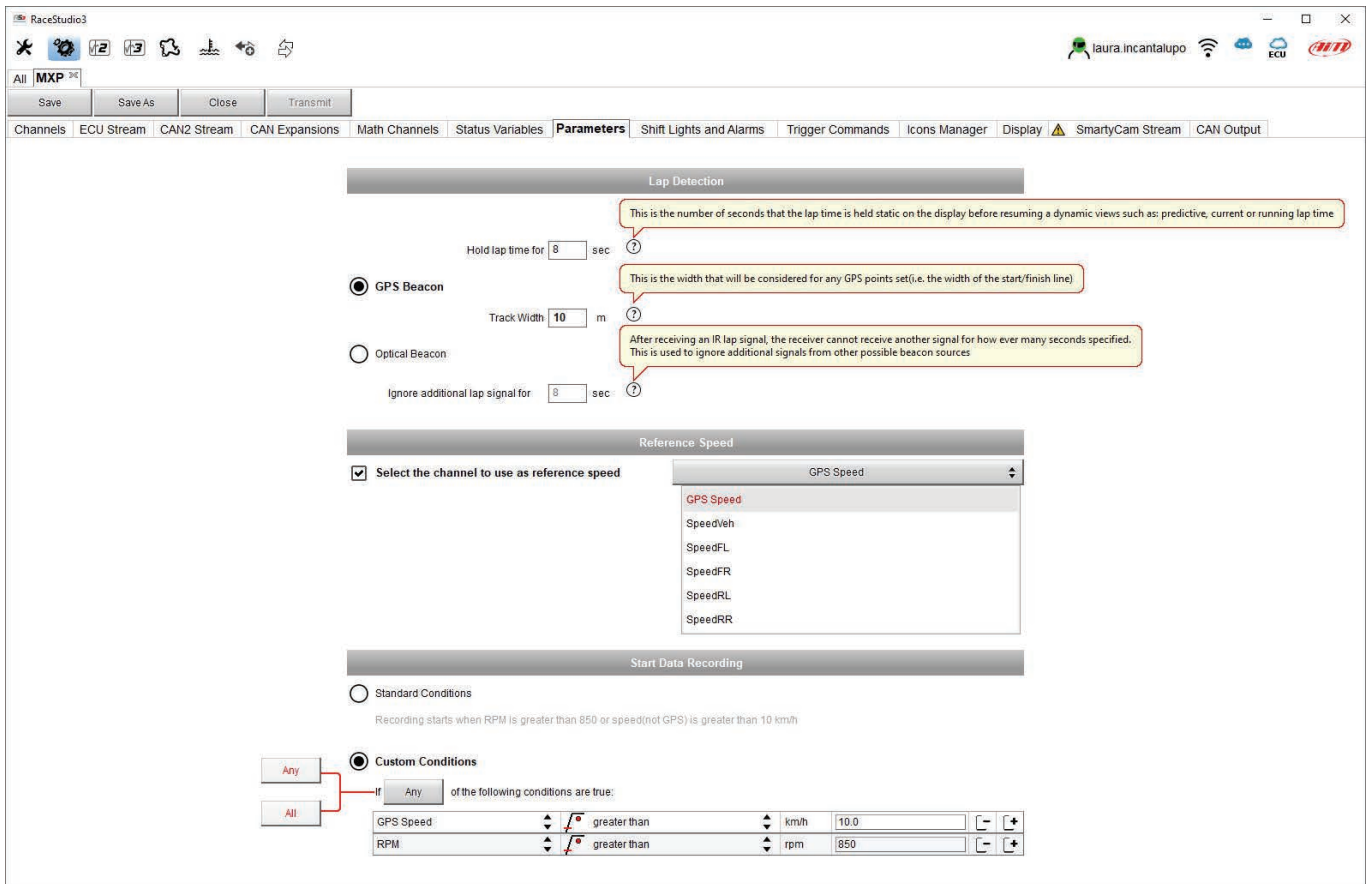 RaceStudio3
laura.incantalupo
ECU
AiM
All MXP
Save Save As Close Transmit
Channels ECU Stream CAN2 Stream CAN Expansions Math Channels Status Variables Parameters Shift Lights and Alarms Trigger Commands Icons Manager Display SmartyCam Stream CAN Output
Lap Detection
This is the number of seconds that the lap time is held static on the display before resuming a dynamic views such as: predictive, current or running lap time
Hold lap time for 8 sec ?
This is the width that will be considered for any GPS points set(i.e. the width of the start/finish line)
GPS Beacon
Track Width 10 m ?
After receiving an IR lap signal, the receiver cannot receive another signal for how ever many seconds specified.
This is used to ignore additional signals from other possible beacon sources
Optical Beacon
Ignore additional lap signal for 8 sec ?
Reference Speed
Select the channel to use as reference speed GPS Speed
GPS Speed
SpeedVeh
SpeedFL
SpeedFR
SpeedRL
SpeedRR
Start Data Recording
Standard Conditions
Recording starts when RPM is greater than 850 or speed(not GPS) is greater than 10 km/h
Custom Conditions
Any
If Any of the following conditions are true:
All
GPS Speed greater than km/h 10.0
RPM greater than rpm 850